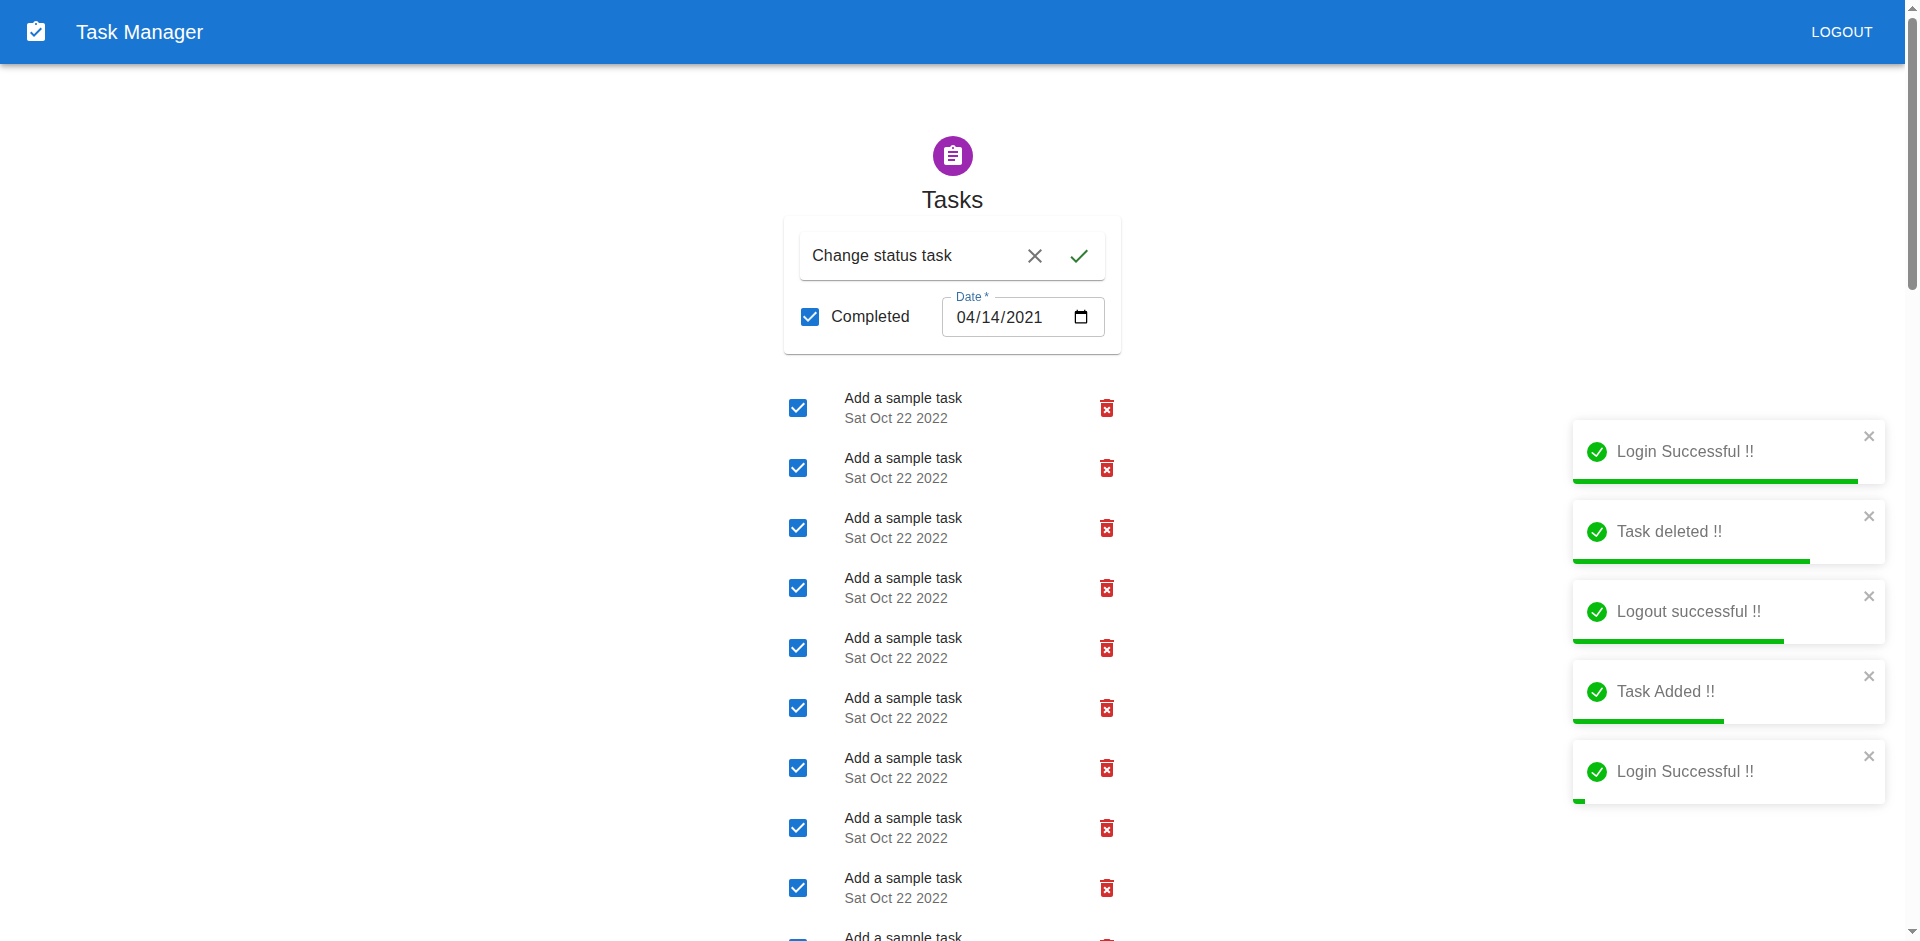 Task Manager
LOGOUT
Tasks
Change status task
Date *
Completed
04/14/2021
Add a sample task
Sat Oct 22 2022
Add a sample task
Sat Oct 22 2022
Add a sample task
Sat Oct 22 2022
Add a sample task
Sat Oct 22 2022
Add a sample task
Sat Oct 22 2022
Add a sample task
Sat Oct 22 2022
Add a sample task
Sat Oct 22 2022
Add a sample task
Sat Oct 22 2022
Add a sample task
Sat Oct 22 2022
Add a sample task
Login Successful !!
Task deleted !!
Logout successful !!
Task Added !!
Login Successful !!